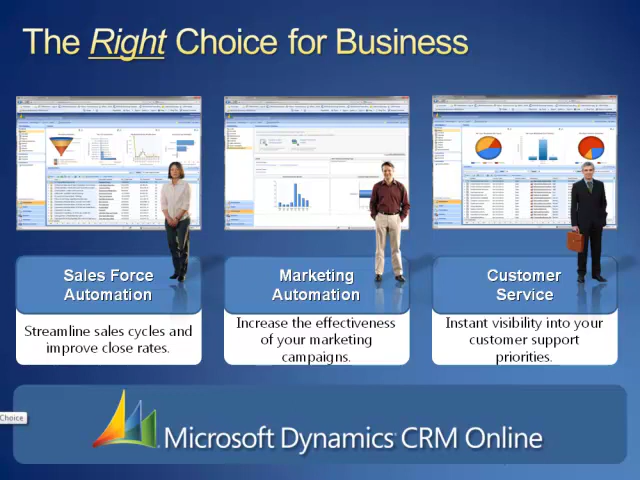 The Right Choice for Business
Sales Force
Automation
Marketing
Automation
Customer
Service
Streamline sales cycles and
improve close rates.
Increase the effectiveness
of your marketing
campaigns.
Instant visibility into your
customer support
priorities.
Choice
Microsoft Dynamics CRM Online